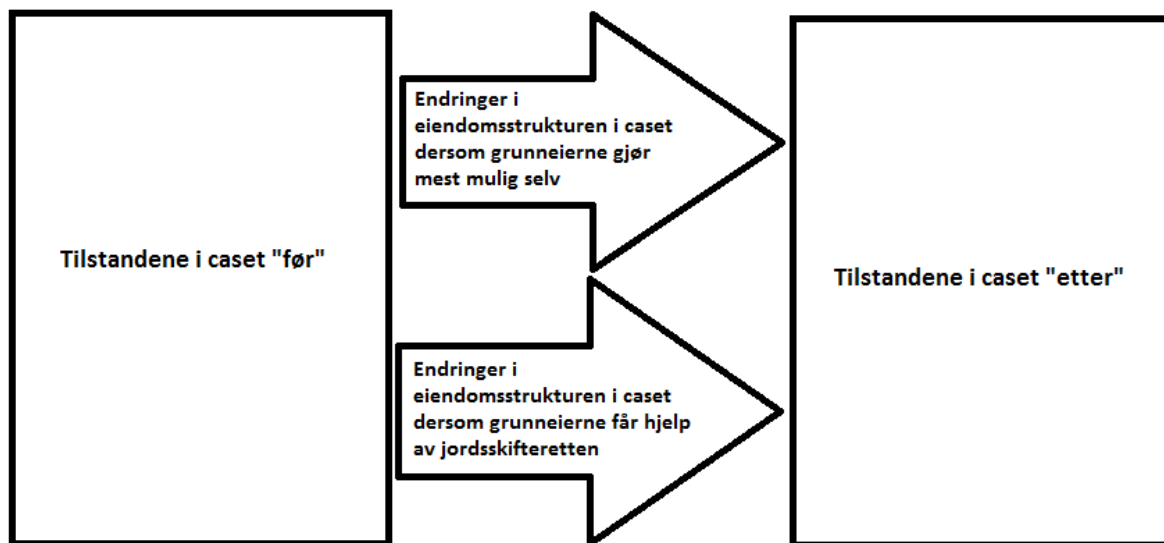 Tilstandene i caset "før"
Endringer i
eiendomsstrukturen i caset
dersom grunneierne gjør
mest mulig selv
Endringer i
eiendomsstrukturen i caset
dersom grunneierne får hjelp
av jordsskifteretten
Tilstandene i caset "etter"